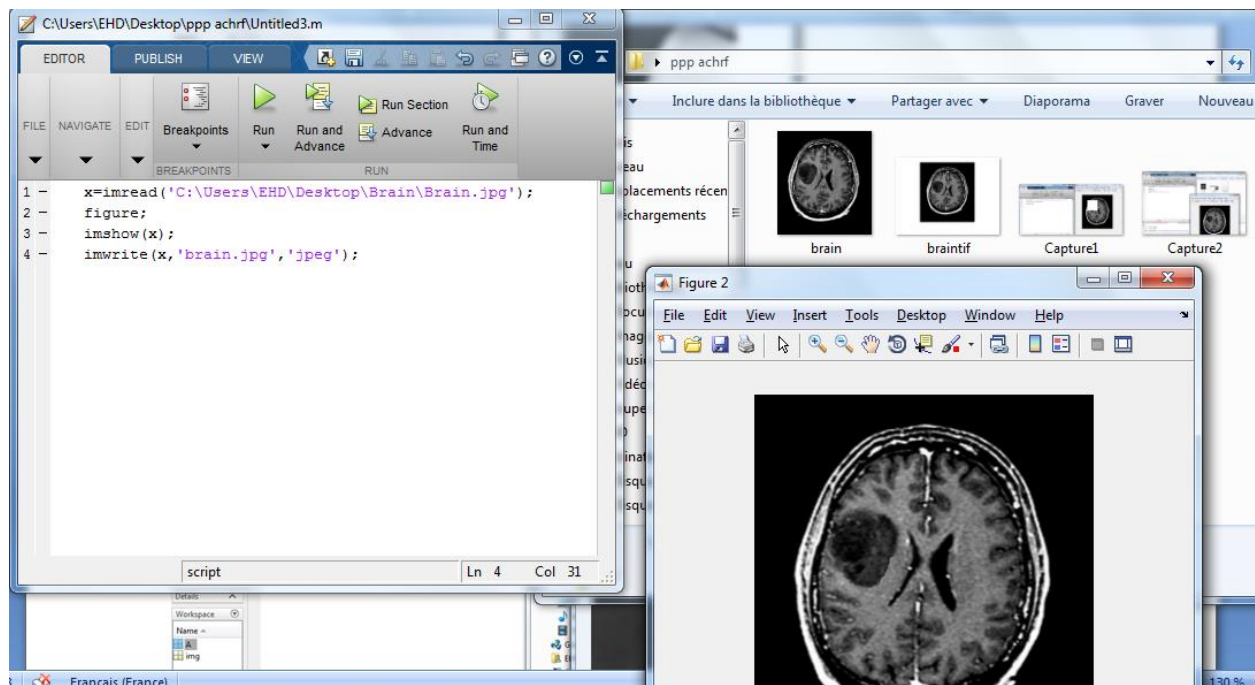 C:\Users\EHD\Desktop\ppp achrf\Untitled3.m
EDITOR PUBLISH VIEW
FILE NAVIGATE EDIT Breakpoints Run Run and Advance Run Section Advance Run and Time
BREAKPOINTS RUN
1 x=imread('C:\Users\EHD\Desktop\Brain\Brain.jpg');
2 figure;
3 imshow(x);
4 imwrite(x,'brain.jpg','jpeg');
script Ln 4 Col 31
ppp achrf
Inclure dans la bibliothèque Partager avec Diaporama Graver Nouveau
is
eau
placements récen
échargements
brain braintif Capture1 Capture2
Figure 2
File Edit View Insert Tools Desktop Window Help
Details
Workspace
Name
A
img
Français (France)
130 %